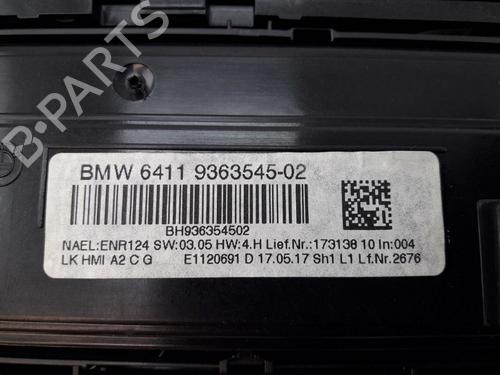 B-PARTS
BMW 6411 9363545-02
BH936354502
NAEL:ENR124 SW:03.05 HW:4.H Lief.Nr.:173138 10 In:004
LK HMI A2 C G E1120691 D 17.05.17 Sh1 L1 Lf.Nr.2676